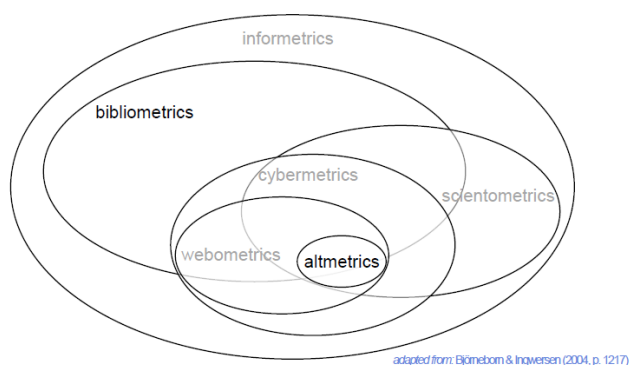 informetrics
bibliometrics
cybermetrics
scientometrics
webometrics
altmetrics
adapted from: Björneborn & Ingwersen (2004, p. 1217)